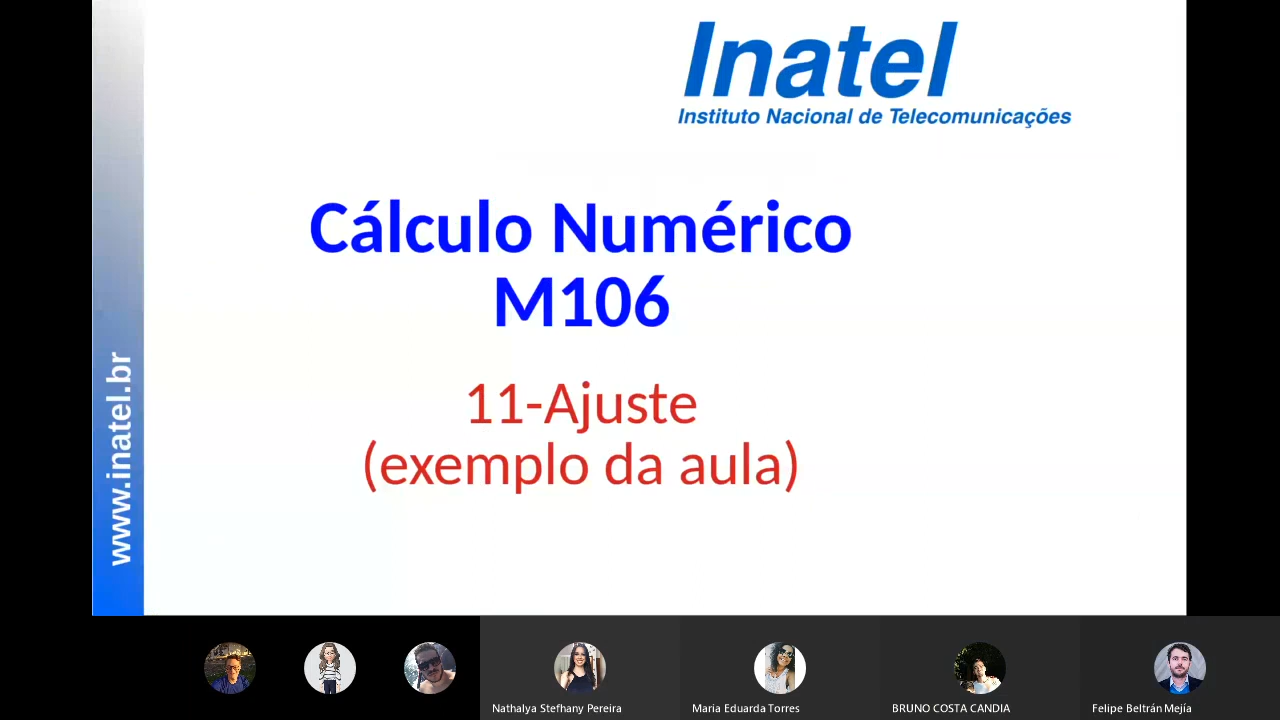 Inatel
Instituto Nacional de Telecomunicações
Cálculo Numérico
M106
11-Ajuste
(exemplo da aula)
www.inatel.br
Nathalya Stefhany Pereira
Maria Eduarda Torres
BRUNO COSTA CANDIA
Felipe Beltrán Mejía